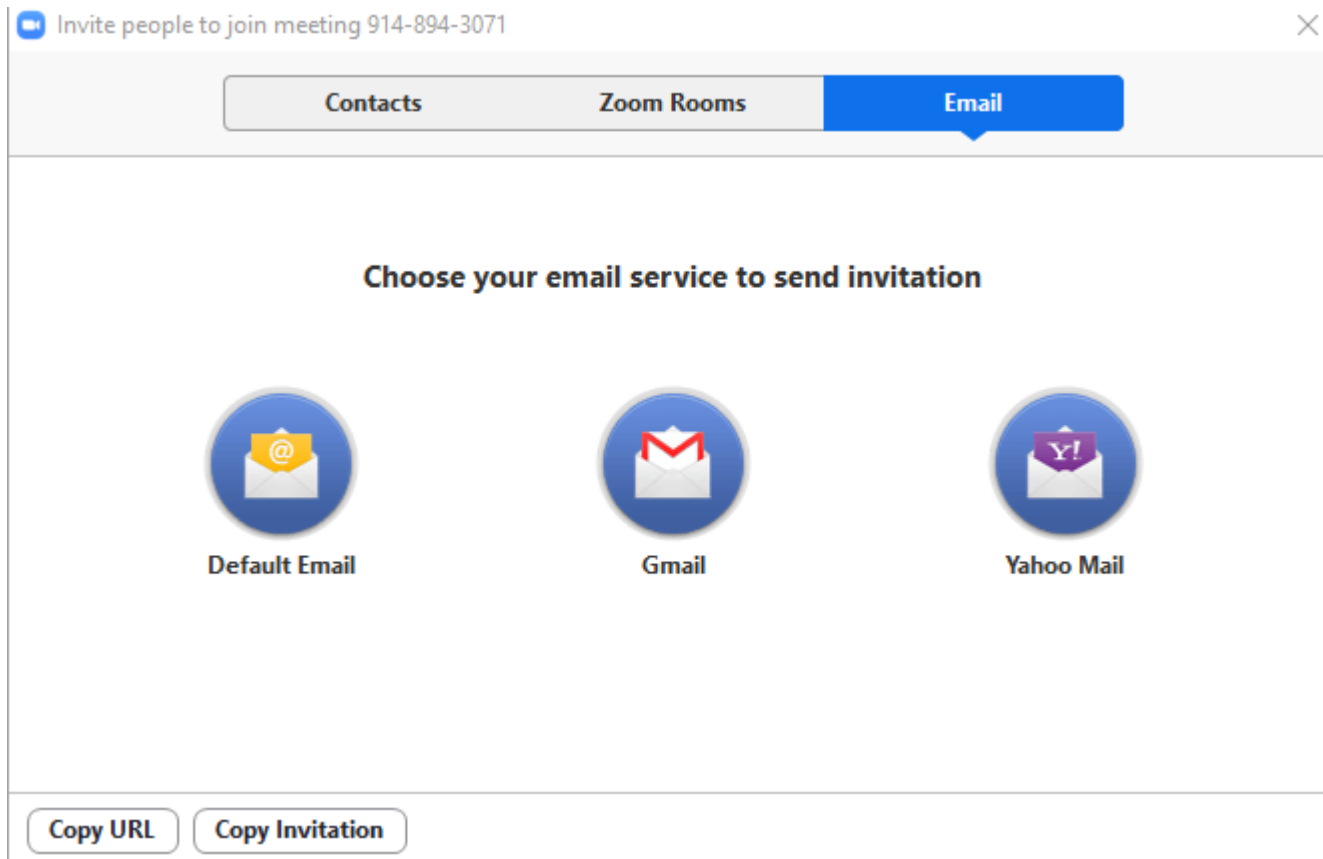 Invite people to join meeting 914-894-3071
Contacts Zoom Rooms Email
Choose your email service to send invitation
@ Y!
Default Email Gmail Yahoo Mail
Copy URL Copy Invitation